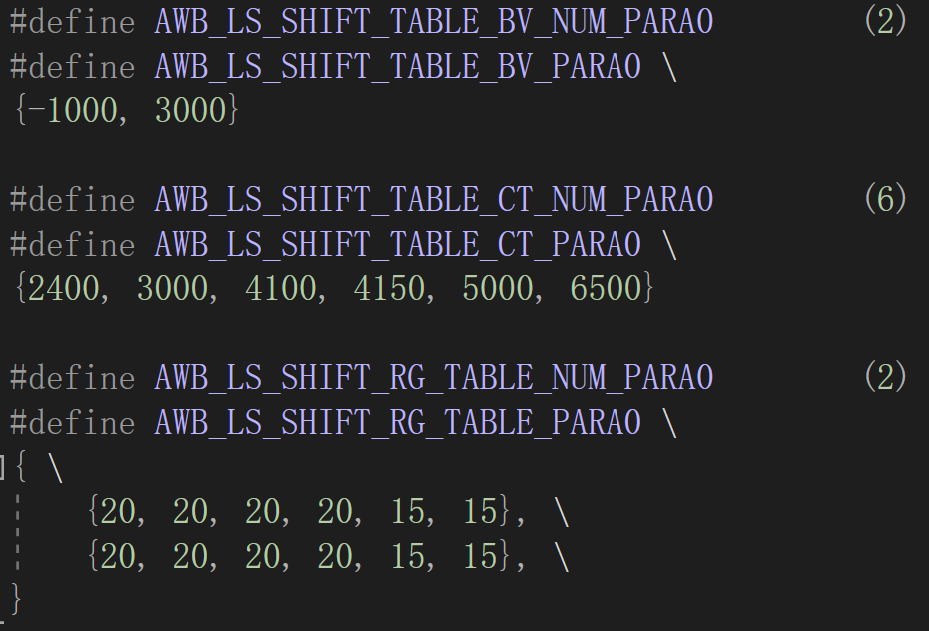 #define AWB_LS_SHIFT_TABLE_BV_NUM_PARA0 (2)
#define AWB_LS_SHIFT_TABLE_BV_PARA0 \
{-1000, 3000}
#define AWB_LS_SHIFT_TABLE_CT_NUM_PARA0 (6)
#define AWB_LS_SHIFT_TABLE_CT_PARA0 \
{2400, 3000, 4100, 4150, 5000, 6500}
#define AWB_LS_SHIFT_RG_TABLE_NUM_PARA0 (2)
#define AWB_LS_SHIFT_RG_TABLE_PARA0 \
{ \
    {20, 20, 20, 20, 15, 15}, \
    {20, 20, 20, 20, 15, 15}, \
}